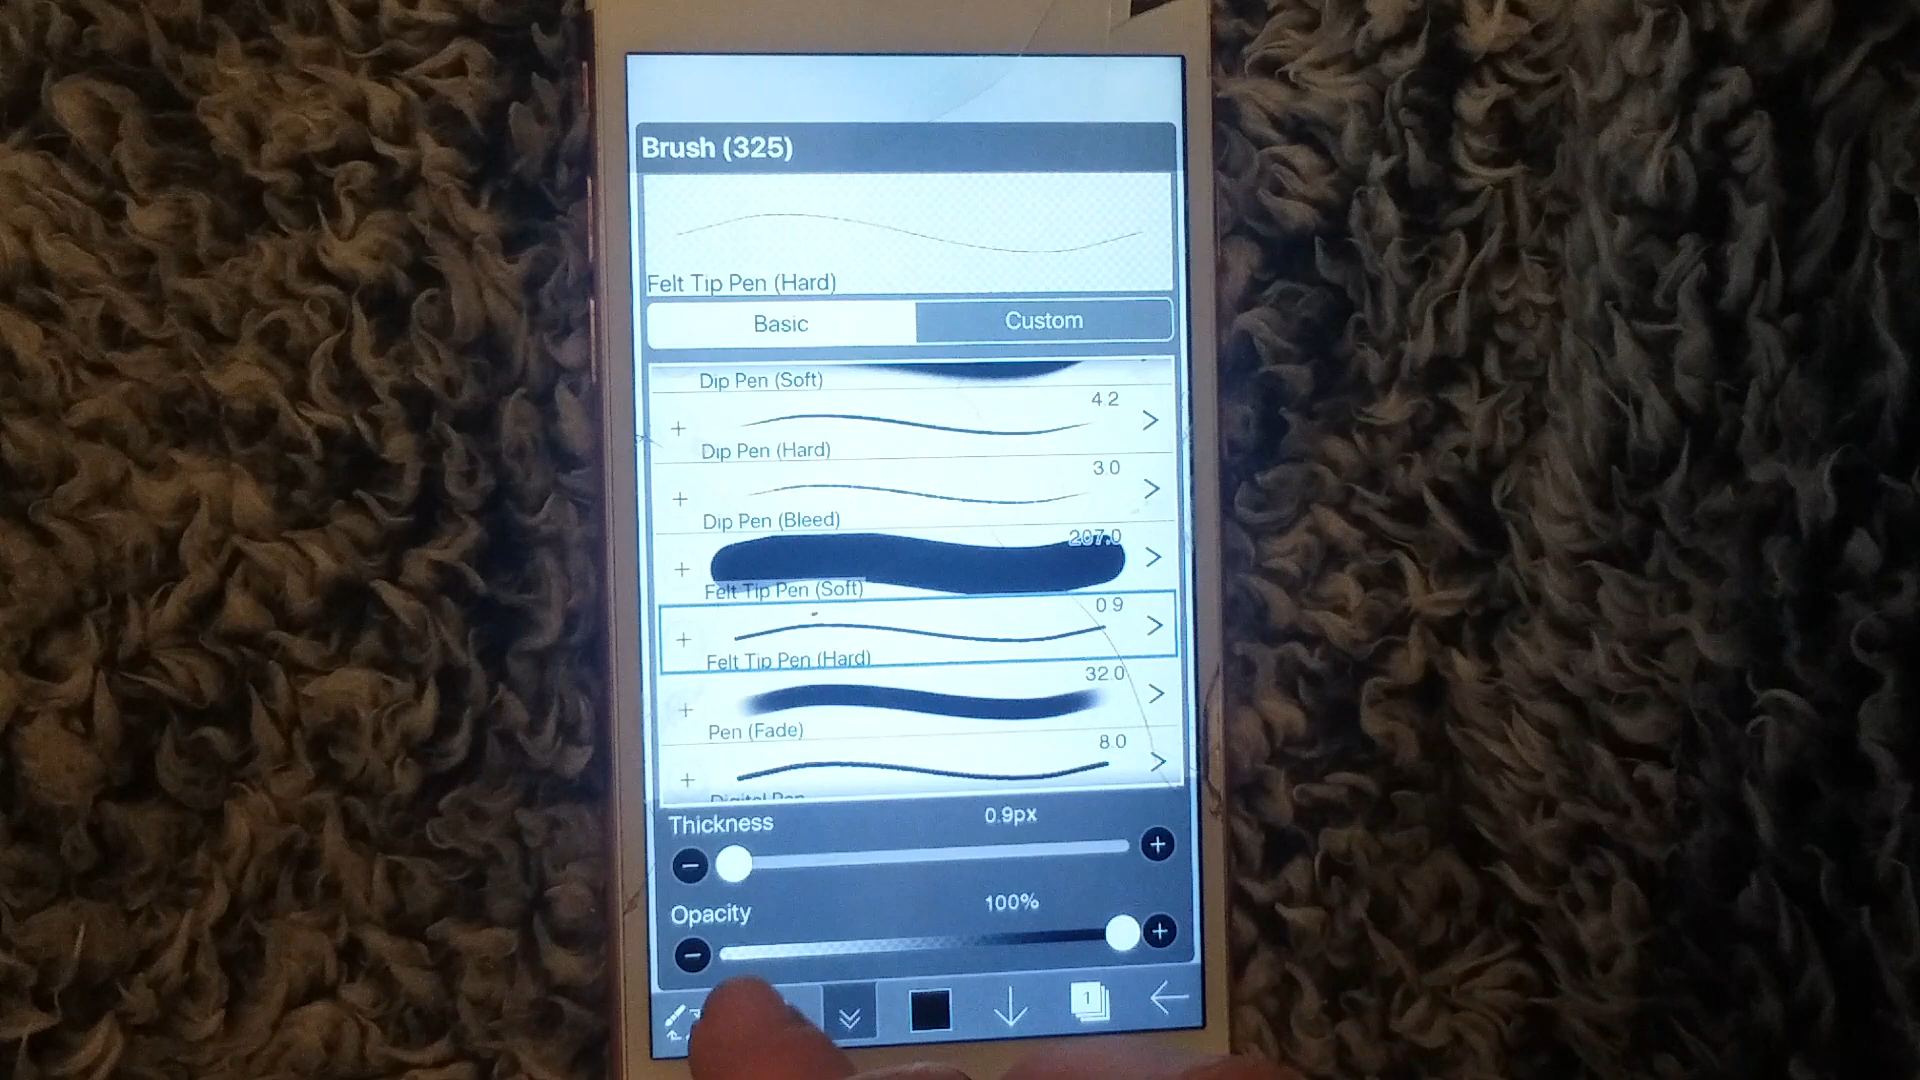 Brush (325)
Felt Tip Pen (Hard)
Basic
Custom
Dip Pen (Soft)
4.2
Dip Pen (Hard)
3.0
Dip Pen (Bleed)
207.0
Felt Tip Pen (Soft)
0.9
Felt Tip Pen (Hard)
32.0
Pen (Fade)
8.0
Digital Pen
Thickness
0.9px
Opacity
100%
1